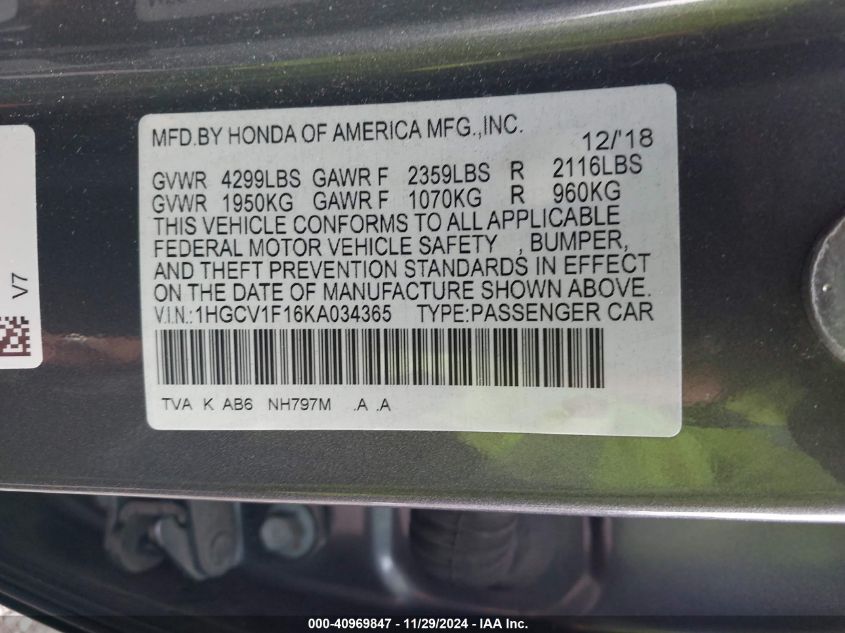 MFD.BY HONDA OF AMERICA MFG.,INC. 12/'18
GVWR 4299LBS GAWR F 2359LBS R 2116LBS
GVWR 1950KG GAWR F 1070KG R 960KG
THIS VEHICLE CONFORMS TO ALL APPLICABLE
FEDERAL MOTOR VEHICLE SAFETY , BUMPER,
AND THEFT PREVENTION STANDARDS IN EFFECT
ON THE DATE OF MANUFACTURE SHOWN ABOVE.
V.I.N.:1HGCV1F16KA034365 TYPE:PASSENGER CAR
TVA K AB6 NH797M .A .A
V7
000-40969847 — 11/29/2024 — IAA Inc.